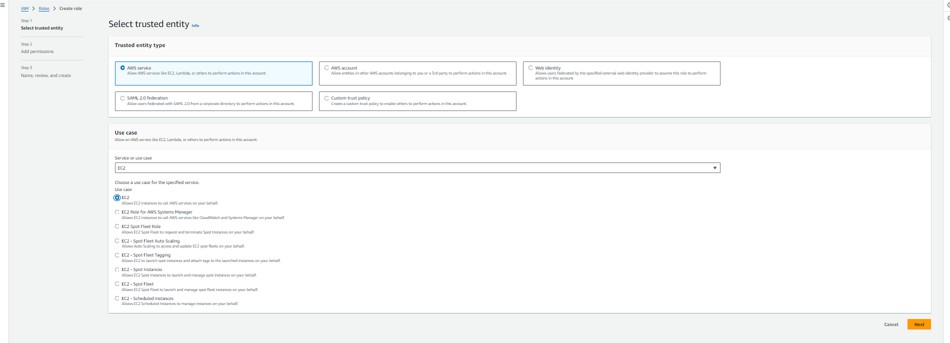 IAM > Roles > Create role
Step 1
Select trusted entity
Step 2
Add permissions
Step 3
Name, review, and create
Select trusted entity Info
Trusted entity type
AWS service
Allow AWS services like EC2, Lambda, or others to perform actions in this account.
AWS account
Allow entities in other AWS accounts belonging to you or a 3rd party to perform actions in this account.
Web identity
Allows users federated by the specified external web identity provider to assume this role to perform
actions in this account.
SAML 2.0 federation
Allow users federated with SAML 2.0 from a corporate directory to perform actions in this account.
Custom trust policy
Create a custom trust policy to enable others to perform actions in this account.
Use case
Allow an AWS service like EC2, Lambda, or others to perform actions in this account.
Service or use case
EC2
Choose a use case for the specified service.
Use case
EC2
Allows EC2 instances to call AWS services on your behalf.
EC2 Role for AWS Systems Manager
Allows EC2 instances to call AWS services like CloudWatch and Systems Manager on your behalf.
EC2 Spot Fleet Role
Allows EC2 Spot Fleet to request and terminate Spot Instances on your behalf.
EC2 - Spot Fleet Auto Scaling
Allows Auto Scaling to access and update EC2 spot fleets on your behalf.
EC2 - Spot Fleet Tagging
Allows EC2 to launch spot instances and attach tags to the launched instances on your behalf.
EC2 - Spot Instances
Allows EC2 Spot Instances to launch and manage spot instances on your behalf.
EC2 - Spot Fleet
Allows EC2 Spot Fleet to launch and manage spot fleet instances on your behalf.
EC2 - Scheduled Instances
Allows EC2 Scheduled Instances to manage instances on your behalf.
Cancel
Next